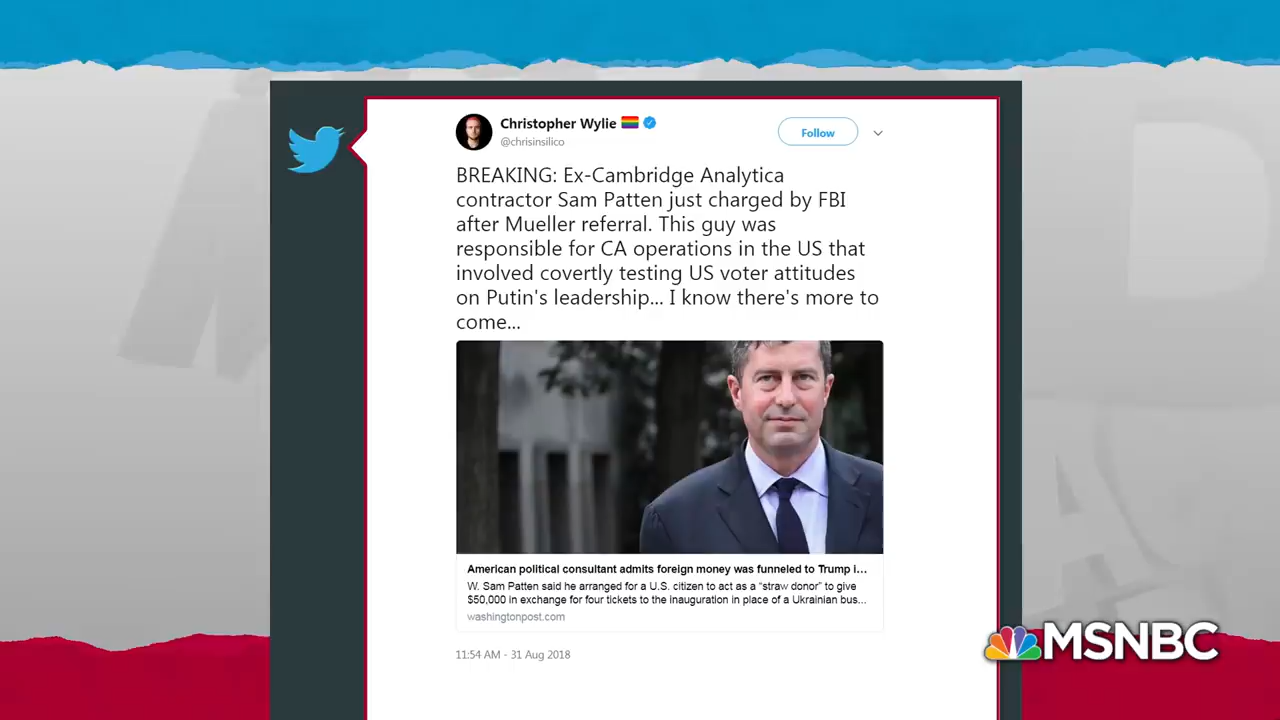 Christopher Wylie
@chrisinsilico
Follow
BREAKING: Ex-Cambridge Analytica
contractor Sam Patten just charged by FBI
after Mueller referral. This guy was
responsible for CA operations in the US that
involved covertly testing US voter attitudes
on Putin's leadership... I know there's more to
come...
American political consultant admits foreign money was funneled to Trump i...
W. Sam Patten said he arranged for a U.S. citizen to act as a “straw donor” to give
$50,000 in exchange for four tickets to the inauguration in place of a Ukrainian bus...
washingtonpost.com
11:54 AM - 31 Aug 2018
MSNBC